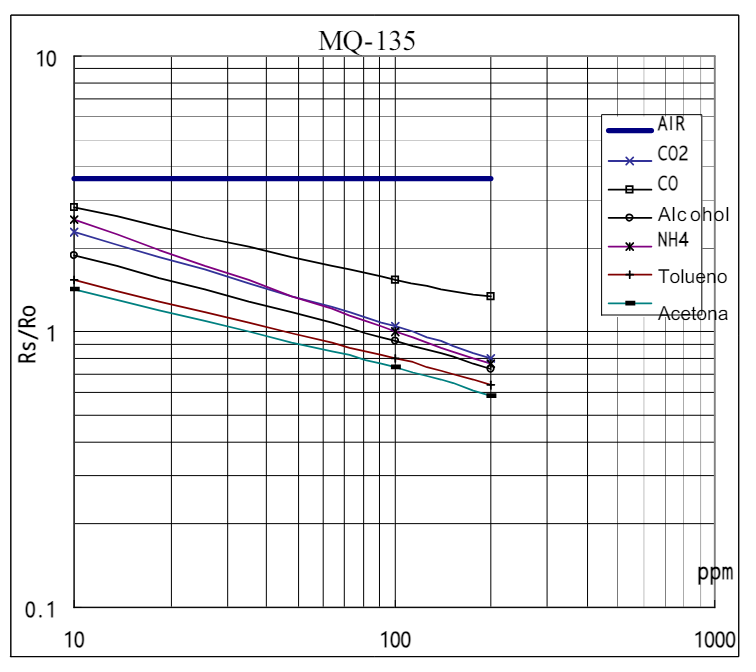 MQ-135
10
AIR
CO2
CO
Alcohol
NH4
Tolueno
Acetona
1
Rs/Ro
ppm
0.1
10
100
1000